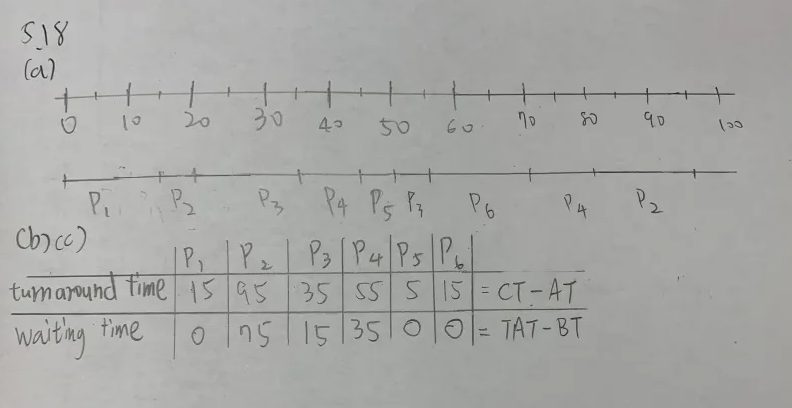 5.18
(a)
0 10 20 30 40 50 60 70 80 90 100
P₁ P₂ P₃ P₄ P₅ P₃ P₆ P₄ P₂
(b)(c)
P₁ P₂ P₃ P₄ P₅ P₆
turnaround time 15 95 35 55 5 15 = CT-AT
waiting time 0 75 15 35 0 0 = TAT-BT